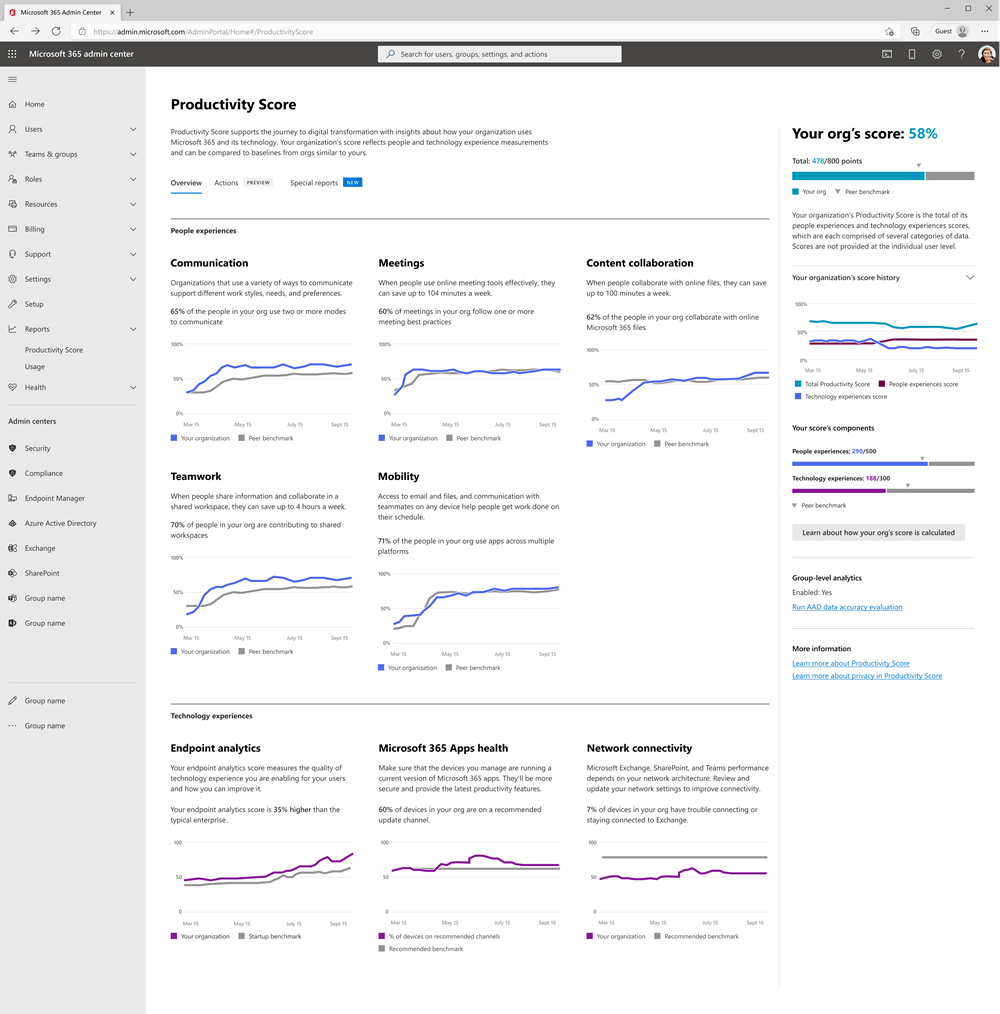 Microsoft 365 Admin Center
https://admin.microsoft.com/AdminPortal/Home#/ProductivityScore
Guest
Microsoft 365 admin center
Search for users, groups, settings, and actions
Home
Users
Teams & groups
Roles
Resources
Billing
Support
Settings
Setup
Reports
Productivity Score
Usage
Health
Admin centers
Security
Compliance
Endpoint Manager
Azure Active Directory
Exchange
SharePoint
Group name
Group name
Group name
Group name
Productivity Score
Productivity Score supports the journey to digital transformation with insights about how your organization uses
Microsoft 365 and its technology. Your organization's score reflects people and technology experience measurements
and can be compared to baselines from orgs similar to yours.
Overview Actions PREVIEW Special reports NEW
People experiences
Communication
Organizations that use a variety of ways to communicate
support different work styles, needs, and preferences.
65% of the people in your org use two or more modes
to communicate
100%
50%
0%
Mar 15 May 15 July 15 Sept 15
Your organization Peer benchmark
Meetings
When people use online meeting tools effectively, they
can save up to 104 minutes a week.
60% of meetings in your org follow one or more
meeting best practices
100%
50%
0%
Mar 15 May 15 July 15 Sept 15
Your organization Peer benchmark
Content collaboration
When people collaborate with online files, they can save
up to 100 minutes a week.
62% of the people in your org collaborate with online
Microsoft 365 files
100%
50%
0%
Mar 15 May 15 July 15 Sept 15
Your organization Peer benchmark
Teamwork
When people share information and collaborate in a
shared workspace, they can save up to 4 hours a week.
70% of people in your org are contributing to shared
workspaces
100%
50%
0%
Mar 15 May 15 July 15 Sept 15
Your organization Peer benchmark
Mobility
Access to email and files, and communication with
teammates on any device help people get work done on
their schedule.
71% of the people in your org use apps across multiple
platforms
100%
50%
0%
Mar 15 May 15 July 15 Sept 15
Your organization Peer benchmark
Technology experiences
Endpoint analytics
Your endpoint analytics score measures the quality of
technology experience you are enabling for your users
and how you can improve it.
Your endpoint analytics score is 35% higher than the
typical enterprise.
100
50
0
Mar 15 May 15 July 15 Sept 15
Your organization Startup benchmark
Microsoft 365 Apps health
Make sure that the devices you manage are running a
current version of Microsoft 365 apps. They'll be more
secure and provide the latest productivity features.
60% of devices in your org are on a recommended
update channel.
100
50
0
Mar 15 May 15 July 15 Sept 15
% of devices on recommended channels
Recommended benchmark
Network connectivity
Microsoft Exchange, SharePoint, and Teams performance
depends on your network architecture. Review and
update your network settings to improve connectivity.
7% of devices in your org have trouble connecting or
staying connected to Exchange.
100
50
0
Mar 15 May 15 July 15 Sept 15
Your organization Recommended benchmark
Your org's score: 58%
Total: 478/800 points
Your org Peer benchmark
Your organization's Productivity Score is the total of its
people experiences and technology experiences scores,
which are each comprised of several categories of data.
Scores are not provided at the individual user level.
Your organization's score history
100%
50%
0%
Mar 15 May 15 July 15 Sept 15
Total Productivity Score People experiences score
Technology experiences score
Your score's components
People experiences: 290/500
Technology experiences: 188/300
Peer benchmark
Learn about how your org's score is calculated
Group-level analytics
Enabled: Yes
Run AAD data accuracy evaluation
More information
Learn more about Productivity Score
Learn more about privacy in Productivity Score